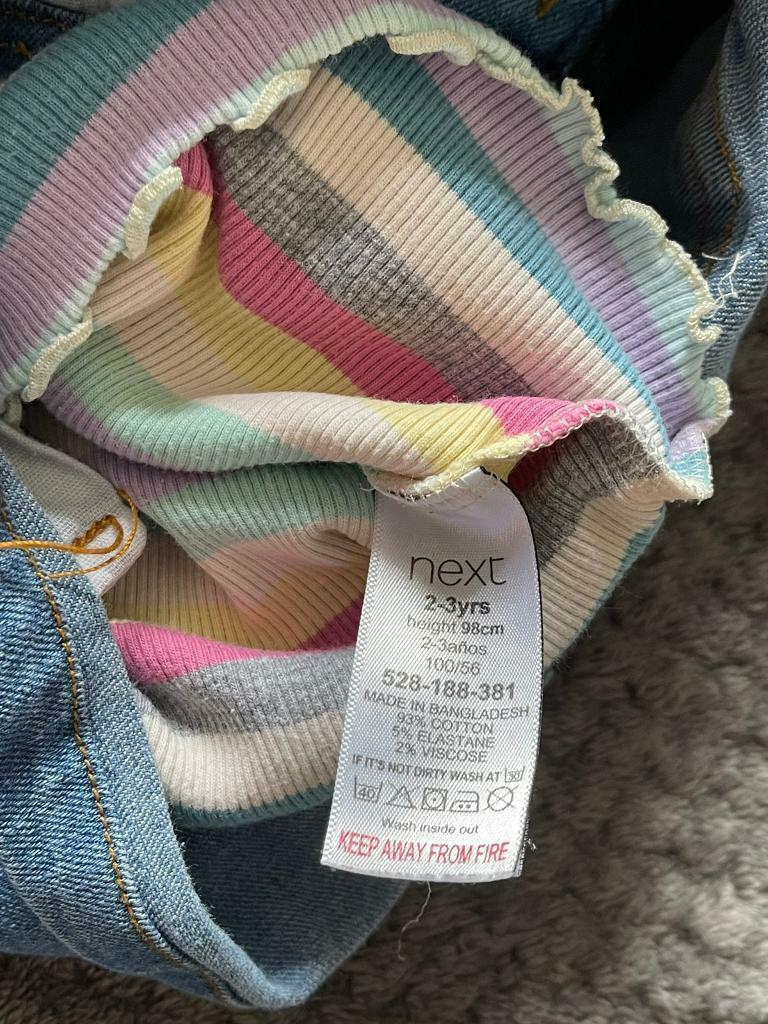 next
2-3yrs
height 98cm
2-3años
100/56
528-188-381
MADE IN BANGLADESH
93% COTTON
5% ELASTANE
2% VISCOSE
IF IT'S NOT DIRTY WASH AT 30°
40°
Wash inside out
KEEP AWAY FROM FIRE